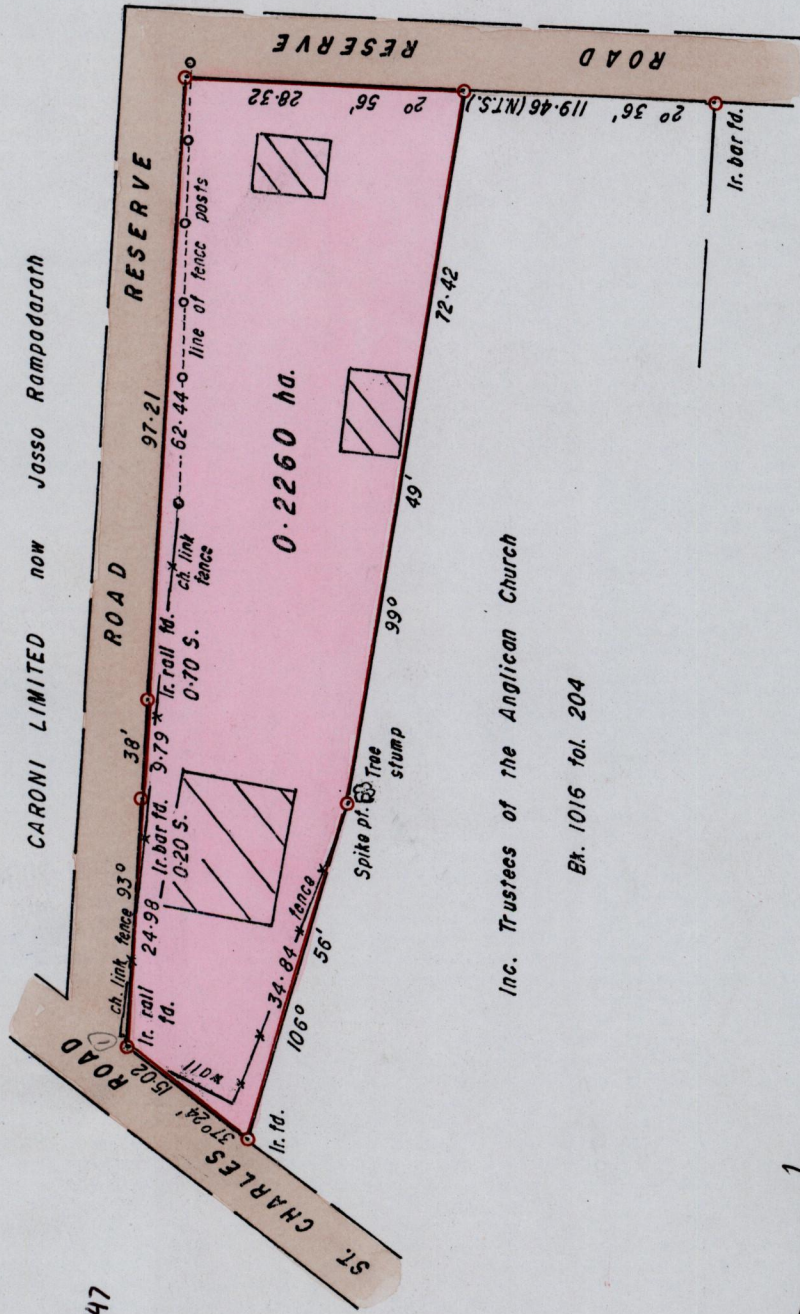 CARONI LIMITED now Jasso Rampadarath
ROAD RESERVE
ROAD RESERVE
ST. CHARLES ROAD
1
ch. link fence 93° 38' 97·21
24·98
9·79
62·44
Ir. rail
fd.
Ir. bar fd.
0·20 S.
Ir. rail fd.
0·70 S.
ch. link
fence
line of fence posts
0·2260 ha.
15·02
37°24'
wall
34·84
fence
106° 56'
Ir. fd.
Spike pt.
Tree
stump
99° 49' 72·42
2° 56' 28·32
2° 36' 119·46 (N.T.S.)
Ir. bar fd.
Inc. Trustees of the Anglican Church
Bk. 1016 fol. 204
47